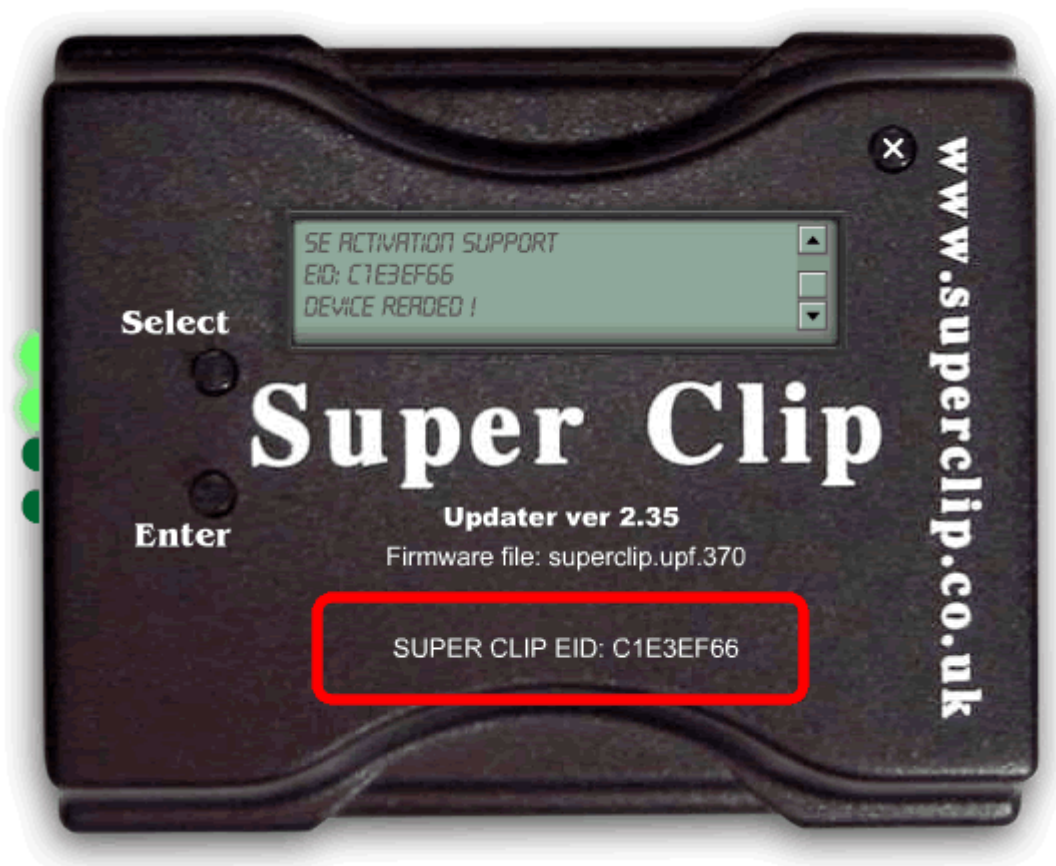 SE ACTIVATION SUPPORT
EID: C1E3EF66
DEVICE READED !
Select
Super Clip
Enter
Updater ver 2.35
Firmware file: superclip.upf.370
SUPER CLIP EID: C1E3EF66
www.superclip.co.uk